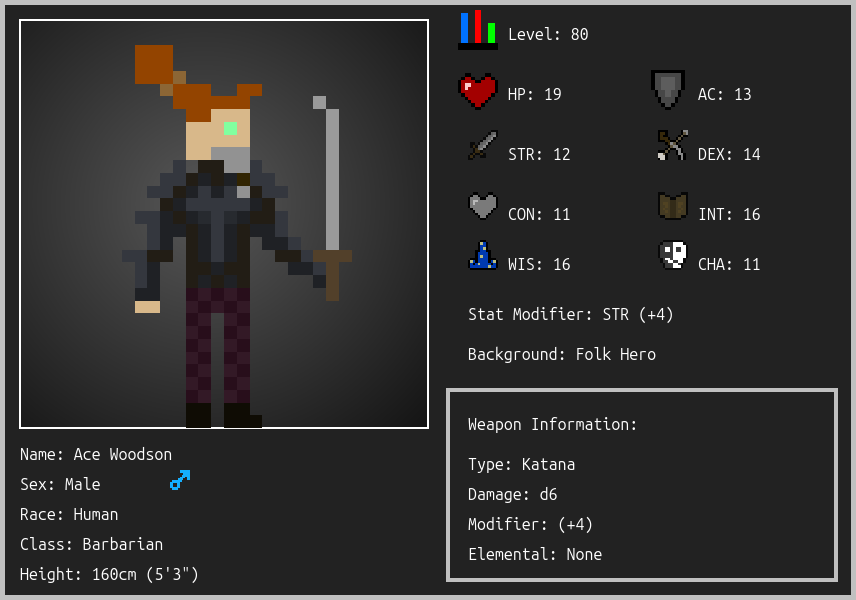 Level: 80
HP: 19
AC: 13
STR: 12
DEX: 14
CON: 11
INT: 16
WIS: 16
CHA: 11
Stat Modifier: STR (+4)
Background: Folk Hero
Weapon Information:
Type: Katana
Damage: d6
Modifier: (+4)
Elemental: None
Name: Ace Woodson
Sex: Male
Race: Human
Class: Barbarian
Height: 160cm (5'3")